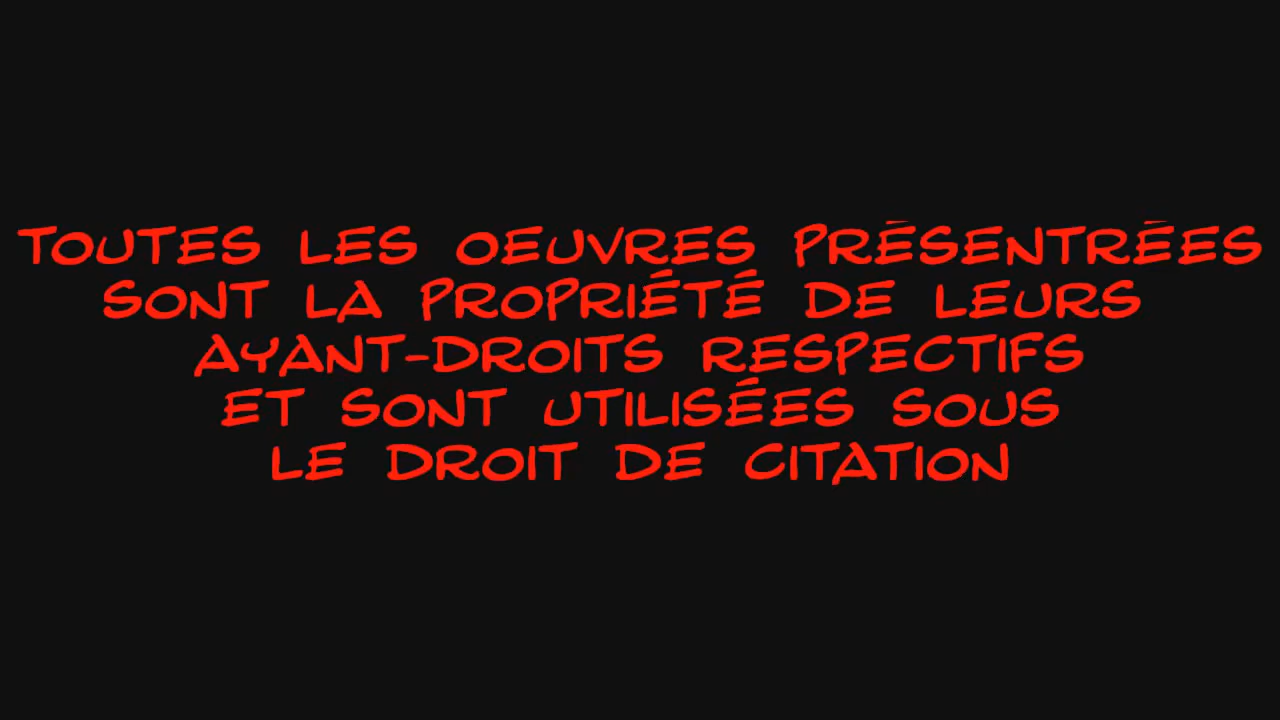 TOUTES LES OEUVRES PRÉSENTRÉES
SONT LA PROPRIÉTÉ DE LEURS
AYANT-DROITS RESPECTIFS
ET SONT UTILISÉES SOUS
LE DROIT DE CITATION